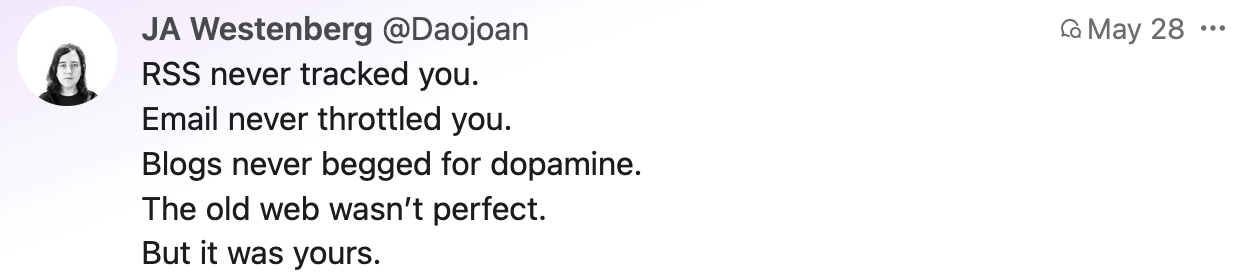 JA Westenberg @Daojoan May 28 ···
RSS never tracked you.
Email never throttled you.
Blogs never begged for dopamine.
The old web wasn’t perfect.
But it was yours.